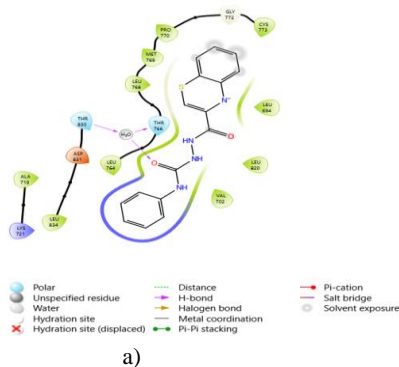 GLY
772
CYS
773
PRO
770
MET
769
LEU
768
THR
830
H₂O
THR
766
S
N⁺
LEU
694
O
NH
ASP
831
LEU
764
O
NH
LEU
820
ALA
719
NH
VAL
702
LYS
721
LEU
834
Polar
Unspecified residue
Water
Hydration site
Hydration site (displaced)
Distance
H-bond
Halogen bond
Metal coordination
Pi-Pi stacking
Pi-cation
Salt bridge
Solvent exposure
a)